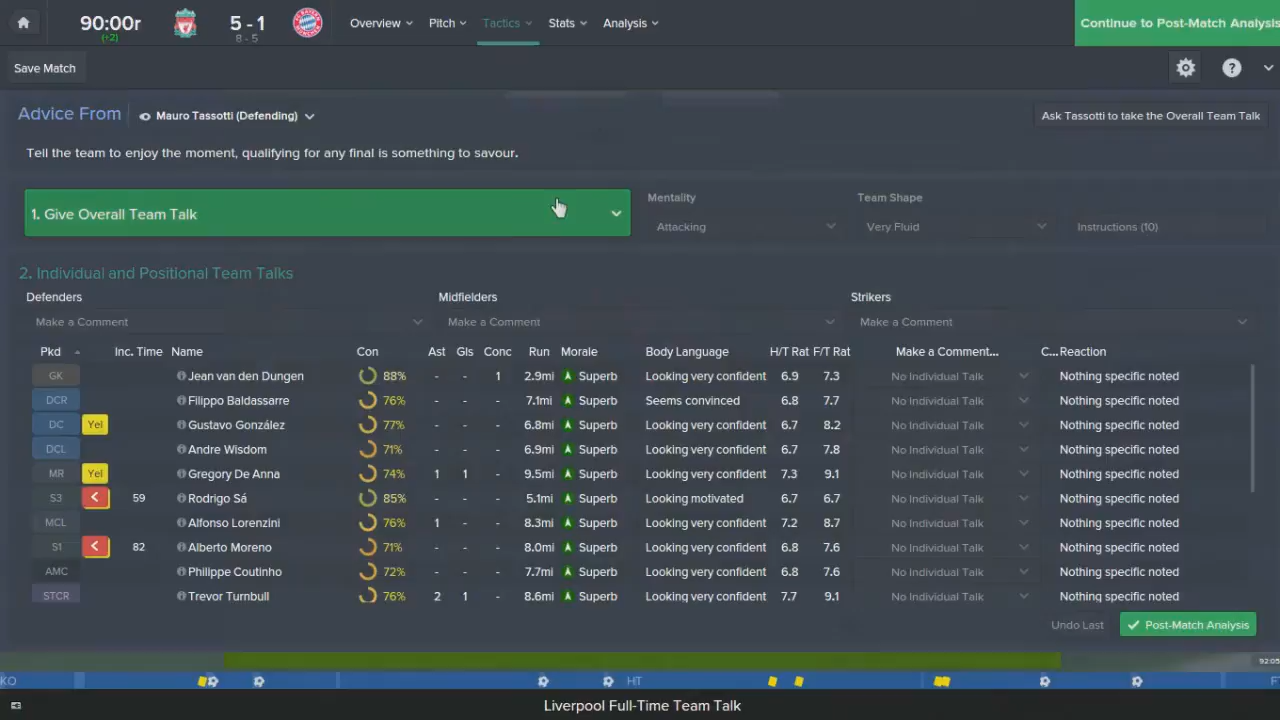 90:00r
(+2)
5 - 1
8 - 5
Overview
Pitch
Tactics
Stats
Analysis
Continue to Post-Match Analysis
Save Match
Advice From
Mauro Tassotti (Defending)
Ask Tassotti to take the Overall Team Talk
Tell the team to enjoy the moment, qualifying for any final is something to savour.
1. Give Overall Team Talk
Mentality
Attacking
Team Shape
Very Fluid
Instructions (10)
2. Individual and Positional Team Talks
Defenders Midfielders Strikers
Make a Comment Make a Comment Make a Comment
Pkd Inc. Time Name Con Ast Gls Conc Run Morale Body Language H/T Rat F/T Rat Make a Comment... C... Reaction
GK Jean van den Dungen 88% - - 1 2.9mi Superb Looking very confident 6.9 7.3 No Individual Talk Nothing specific noted
DCR Filippo Baldassarre 76% - - - 7.1mi Superb Seems convinced 6.8 7.7 No Individual Talk Nothing specific noted
DC Yel Gustavo González 77% - - - 6.8mi Superb Looking very confident 6.7 8.2 No Individual Talk Nothing specific noted
DCL Andre Wisdom 71% - - - 6.9mi Superb Looking very confident 6.7 7.8 No Individual Talk Nothing specific noted
MR Yel Gregory De Anna 74% 1 1 - 9.5mi Superb Looking very confident 7.3 9.1 No Individual Talk Nothing specific noted
S3 59 Rodrigo Sá 85% - - - 5.1mi Superb Looking motivated 6.7 6.7 No Individual Talk Nothing specific noted
MCL Alfonso Lorenzini 76% 1 - - 8.3mi Superb Looking very confident 7.2 8.7 No Individual Talk Nothing specific noted
S1 82 Alberto Moreno 71% - - - 8.0mi Superb Looking very confident 6.8 7.6 No Individual Talk Nothing specific noted
AMC Philippe Coutinho 72% - - - 7.7mi Superb Looking very confident 6.8 7.6 No Individual Talk Nothing specific noted
STCR Trevor Turnbull 76% 2 1 - 8.6mi Superb Looking very confident 7.7 9.1 No Individual Talk Nothing specific noted
Undo Last
Post-Match Analysis
92:05
KO HT FT
Liverpool Full-Time Team Talk